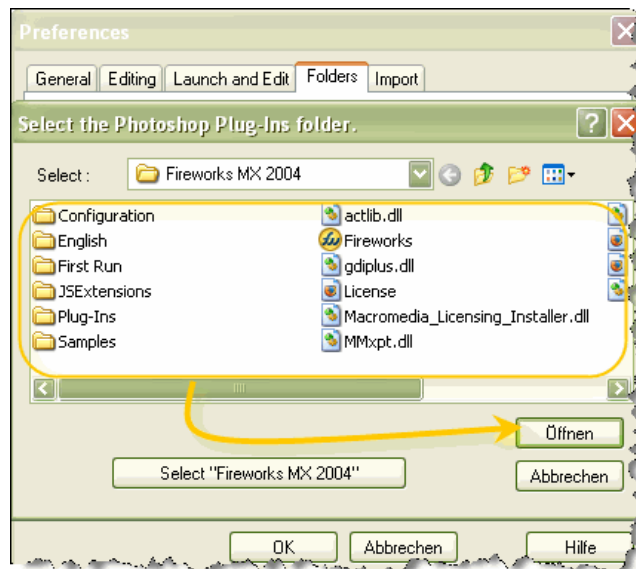 Preferences
General Editing Launch and Edit Folders Import
Select the Photoshop Plug-Ins folder.
Select : Fireworks MX 2004
Configuration actlib.dll
English Fireworks
First Run gdiplus.dll
JSExtensions License
Plug-Ins Macromedia_Licensing_Installer.dll
Samples MMxpt.dll
Öffnen
Select "Fireworks MX 2004" Abbrechen
OK Abbrechen Hilfe